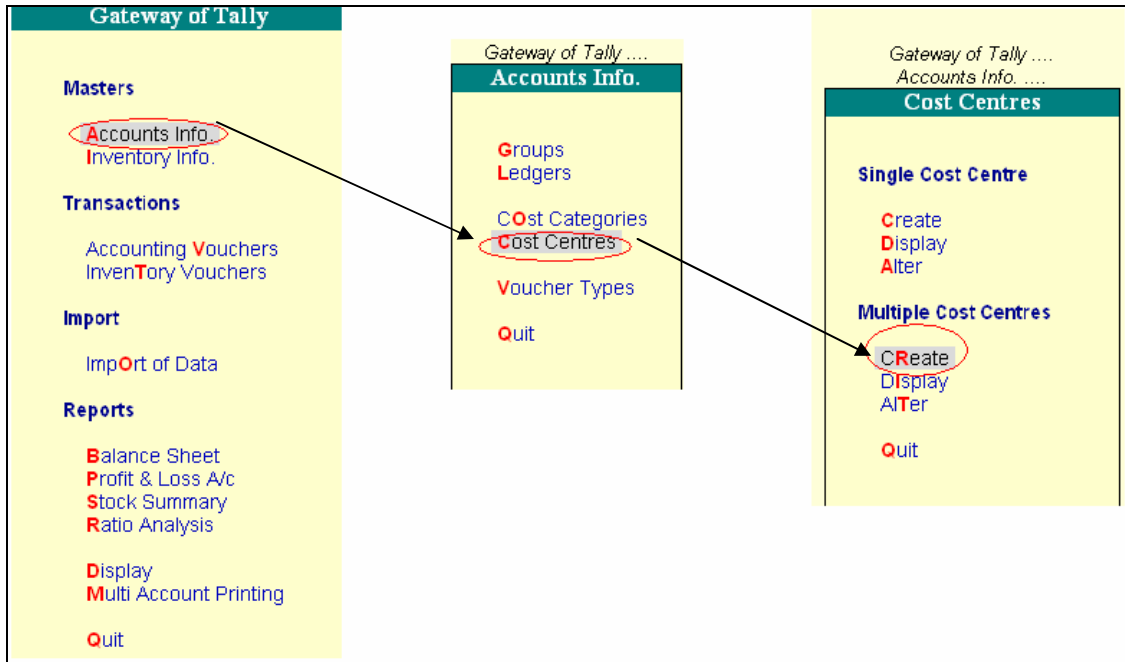 Gateway of Tally
Masters
Accounts Info.
Inventory Info.
Transactions
Accounting Vouchers
InvenTory Vouchers
Import
ImpOrt of Data
Reports
Balance Sheet
Profit & Loss A/c
Stock Summary
Ratio Analysis
Display
Multi Account Printing
Quit
Gateway of Tally ....
Accounts Info.
Groups
Ledgers
COst Categories
Cost Centres
Voucher Types
Quit
Gateway of Tally ....
Accounts Info. ....
Cost Centres
Single Cost Centre
Create
Display
Alter
Multiple Cost Centres
CReate
DIsplay
AlTer
Quit